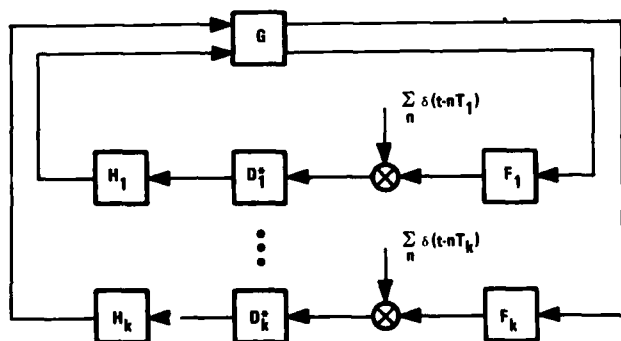 G
∑ δ(t-nT₁)
n
H₁
D₁*
⊗
F₁
∑ δ(t-nTₖ)
n
Hₖ
Dₖ*
⊗
Fₖ